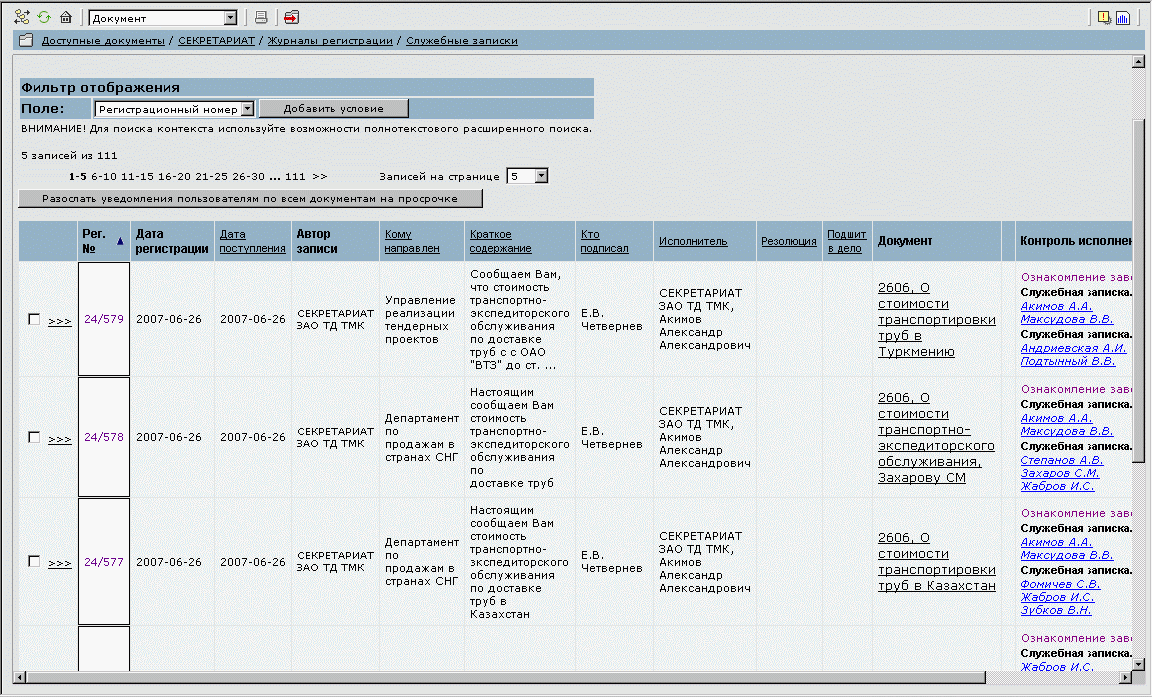 Документ
Доступные документы / СЕКРЕТАРИАТ / Журналы регистрации / Служебные записки
Фильтр отображения
Поле: Регистрационный номер Добавить условие
ВНИМАНИЕ! Для поиска контекста используйте возможности полнотекстового расширенного поиска.
5 записей из 111
1-5 6-10 11-15 16-20 21-25 26-30 ... 111 >> Записей на странице 5
Разослать уведомления пользователям по всем документам на просрочке
Рег.
№
Дата
регистрации
Дата
поступления
Автор
записи
Кому
направлен
Краткое
содержание
Кто
подписал
Исполнитель
Резолюция
Подшит
в дело
Документ
Контроль исполнен
>>>
24/579
2007-06-26
2007-06-26
СЕКРЕТАРИАТ
ЗАО ТД ТМК
Управление
реализации
тендерных
проектов
Сообщаем Вам,
что стоимость
транспортно-
экспедиторского
обслуживания
по доставке
труб с с ОАО
"ВТЗ" до ст. ...
Е.В.
Четвернев
СЕКРЕТАРИАТ
ЗАО ТД ТМК,
Акимов
Александр
Александрович
2606, О
стоимости
транспортировки
труб в
Туркмению
Ознакомление зав
Служебная записка.
Акимов А.А.
Максудова В.В.
Служебная записка.
Андриевская А.И.
Подтынный В.В.
>>>
24/578
2007-06-26
2007-06-26
СЕКРЕТАРИАТ
ЗАО ТД ТМК
Департамент
по
продажам в
странах СНГ
Настоящим
сообщаем Вам
стоимость
транспортно-
экспедиторского
обслуживания
по
доставке труб
Е.В.
Четвернев
СЕКРЕТАРИАТ
ЗАО ТД ТМК,
Акимов
Александр
Александрович
2606, О
стоимости
транспортно-
экспедиторского
обслуживания,
Захарову СМ
Ознакомление зав
Служебная записка.
Акимов А.А.
Максудова В.В.
Служебная записка.
Степанов А.В.
Захаров С.М.
Жабров И.С.
>>>
24/577
2007-06-26
2007-06-26
СЕКРЕТАРИАТ
ЗАО ТД ТМК
Департамент
по
продажам в
странах СНГ
Настоящим
сообщаем Вам
стоимость
транспортно-
экспедиторского
обслуживания
по доставке
труб в
Казахстан
Е.В.
Четвернев
СЕКРЕТАРИАТ
ЗАО ТД ТМК,
Акимов
Александр
Александрович
2606, О
стоимости
транспортировки
труб в Казахстан
Ознакомление зав
Служебная записка.
Акимов А.А.
Максудова В.В.
Служебная записка.
Фомичев С.В.
Жабров И.С.
Зубков В.Н.
Ознакомление зав
Служебная записка.
Жабров И.С.